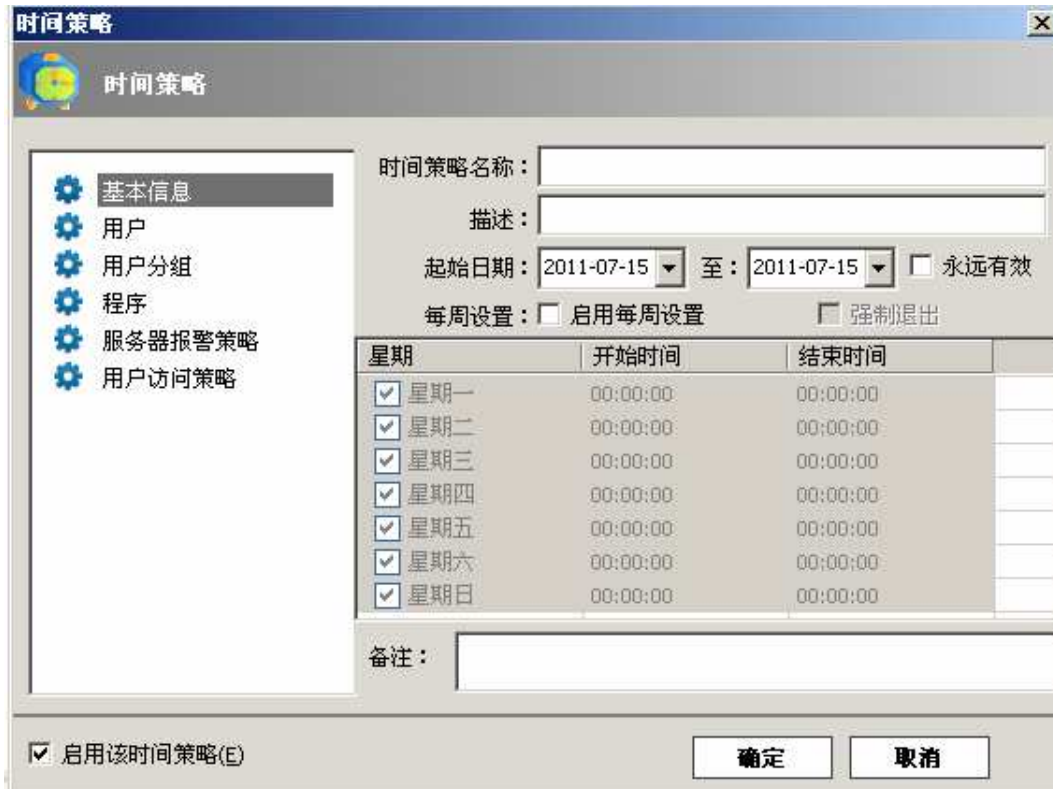 时间策略
时间策略
基本信息
用户
用户分组
程序
服务器报警策略
用户访问策略
时间策略名称：
描述：
起始日期： 2011-07-15 至： 2011-07-15 永远有效
每周设置： 启用每周设置 强制退出
星期 开始时间 结束时间
星期一 00:00:00 00:00:00
星期二 00:00:00 00:00:00
星期三 00:00:00 00:00:00
星期四 00:00:00 00:00:00
星期五 00:00:00 00:00:00
星期六 00:00:00 00:00:00
星期日 00:00:00 00:00:00
备注：
启用该时间策略(E) 确定 取消